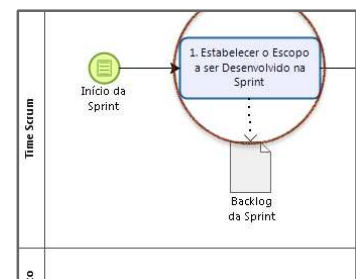 1. Estabelecer o Escopo
a ser Desenvolvido na
Sprint
Início da
Sprint
Time Scrum
Backlog
da Sprint